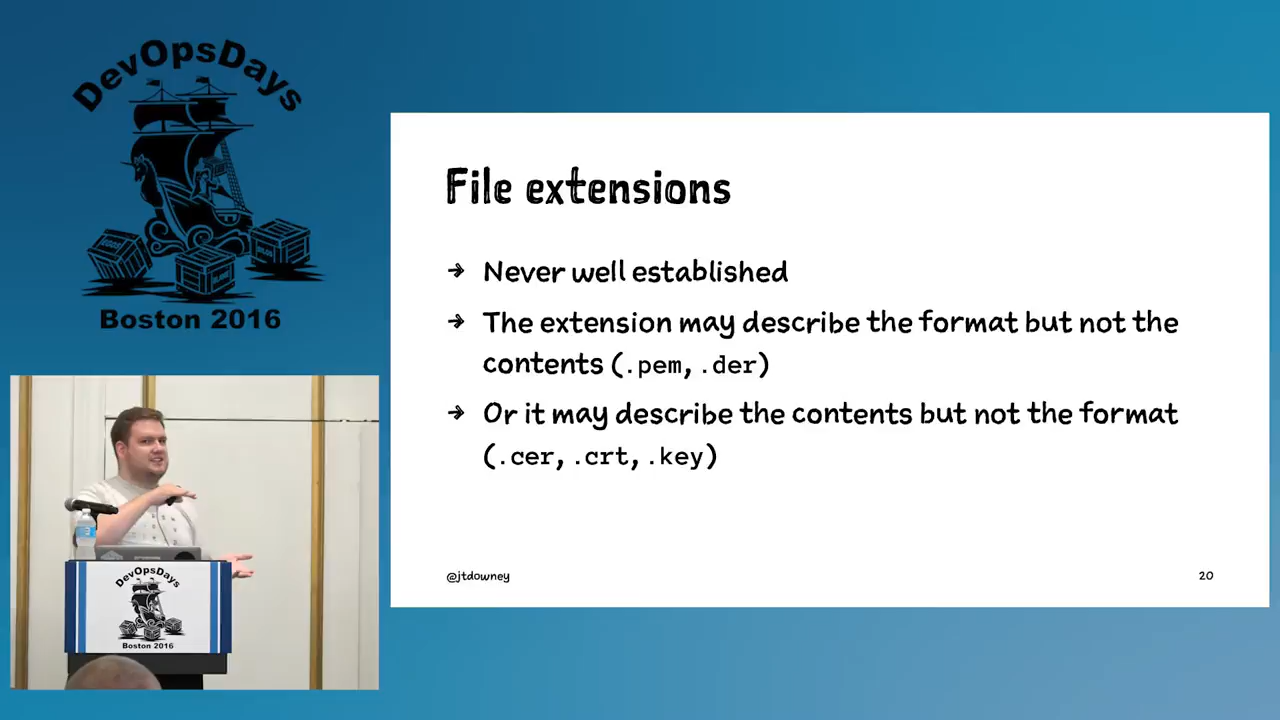 DevOpsDays
Boston 2016
File extensions
→ Never well established
→ The extension may describe the format but not the
contents (.pem, .der)
→ Or it may describe the contents but not the format
(.cer, .crt, .key)
@jtdowney
20
DevOpsDays
Boston 2016